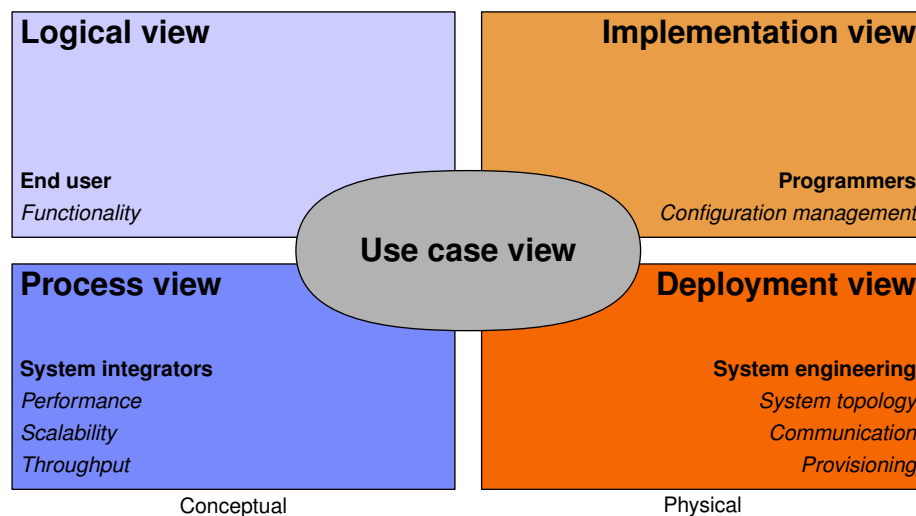 Logical view
End user
Functionality
Implementation view
Programmers
Configuration management
Use case view
Process view
System integrators
Performance
Scalability
Throughput
Deployment view
System engineering
System topology
Communication
Provisioning
Conceptual
Physical